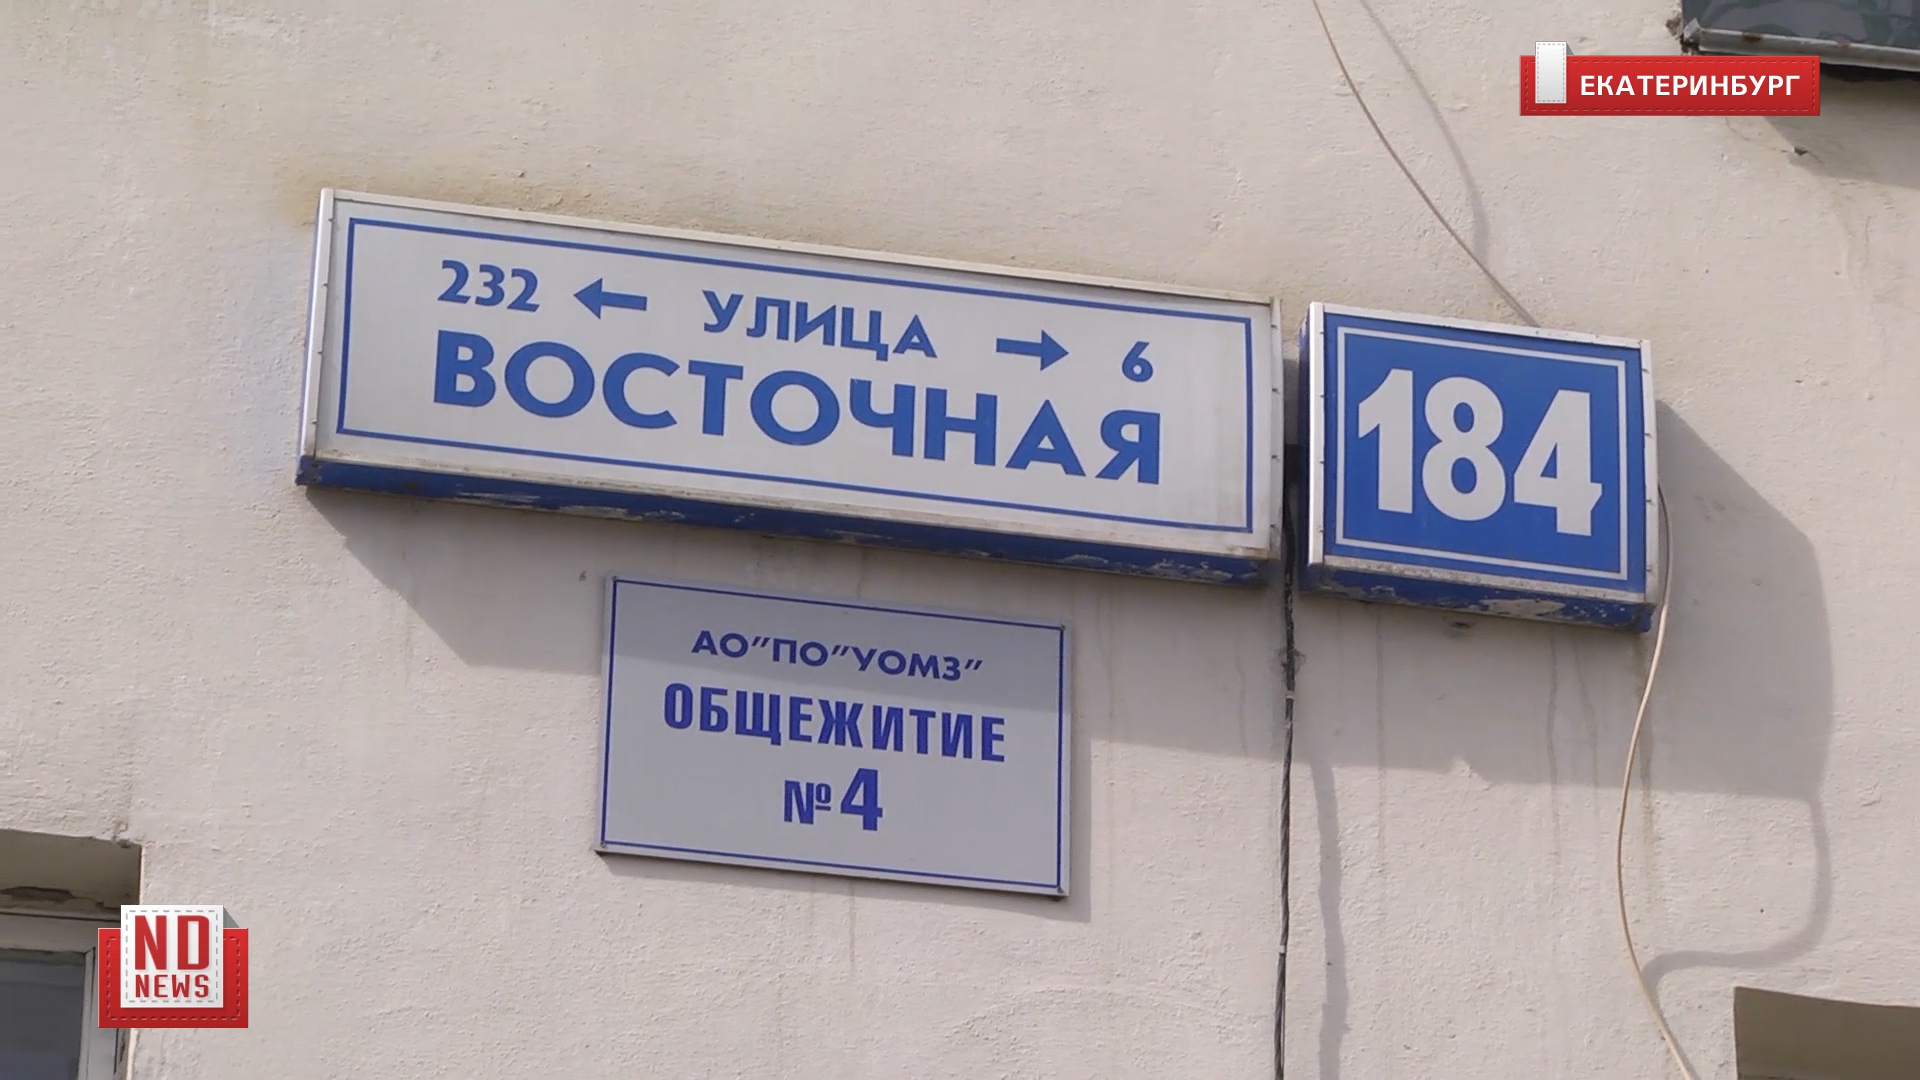 ЕКАТЕРИНБУРГ
232 ← УЛИЦА → 6
ВОСТОЧНАЯ
184
АО"ПО"УОМЗ"
ОБЩЕЖИТИЕ
№4
ND
NEWS